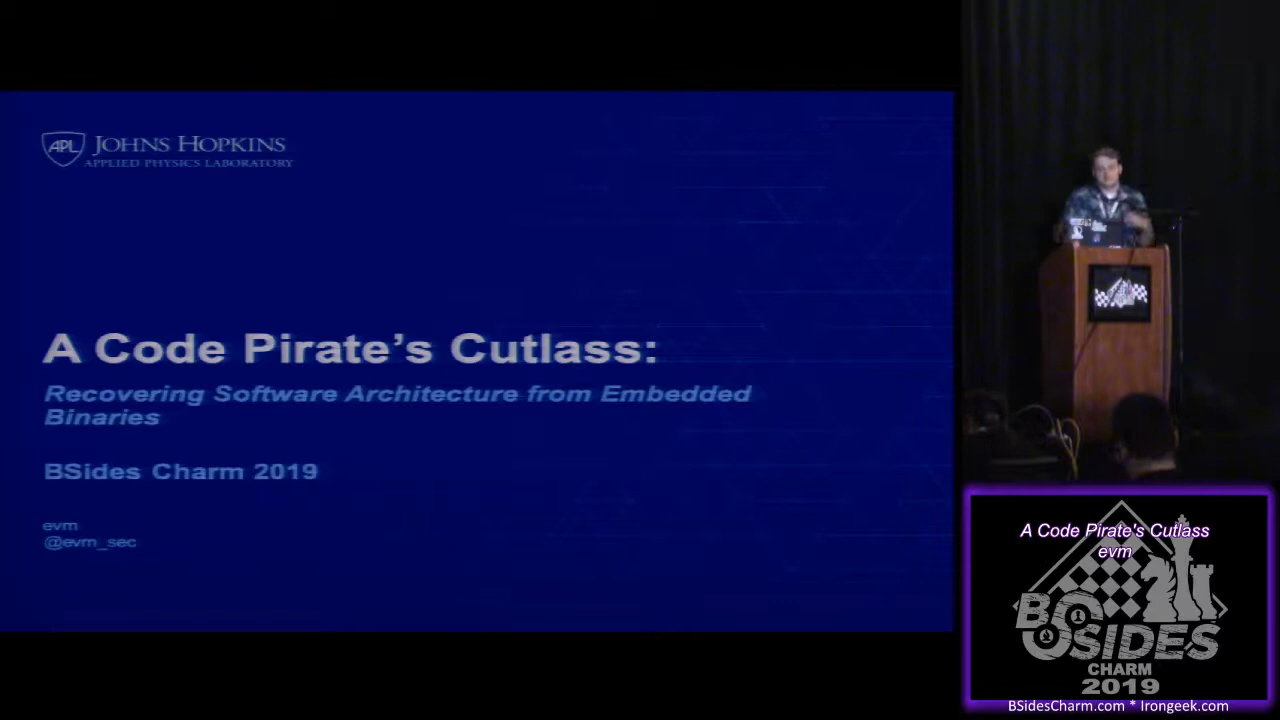 APL
JOHNS HOPKINS
APPLIED PHYSICS LABORATORY
A Code Pirate's Cutlass:
Recovering Software Architecture from Embedded
Binaries
BSides Charm 2019
evm
@evm_sec
A Code Pirate's Cutlass
evm
BSIDES
CHARM
2019
BSidesCharm.com * Irongeek.com